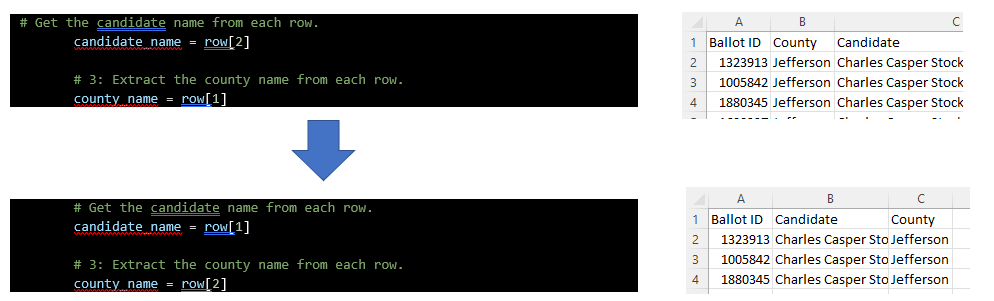 # Get the candidate name from each row.
candidate_name = row[2]
# 3: Extract the county name from each row.
county_name = row[1]
A B C
1 Ballot ID County Candidate
2 1323913 Jefferson Charles Casper Stock
3 1005842 Jefferson Charles Casper Stock
4 1880345 Jefferson Charles Casper Stock
# Get the candidate name from each row.
candidate_name = row[1]
# 3: Extract the county name from each row.
county_name = row[2]
A B C
1 Ballot ID Candidate County
2 1323913 Charles Casper Sto Jefferson
3 1005842 Charles Casper Sto Jefferson
4 1880345 Charles Casper Sto Jefferson